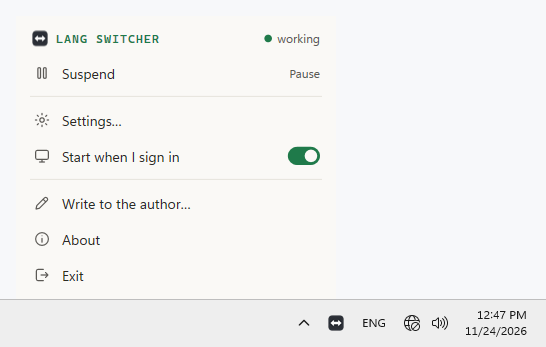 LANG SWITCHER working
Suspend Pause
Settings...
Start when I sign in
Write to the author...
About
Exit
ENG 12:47 PM
11/24/2026